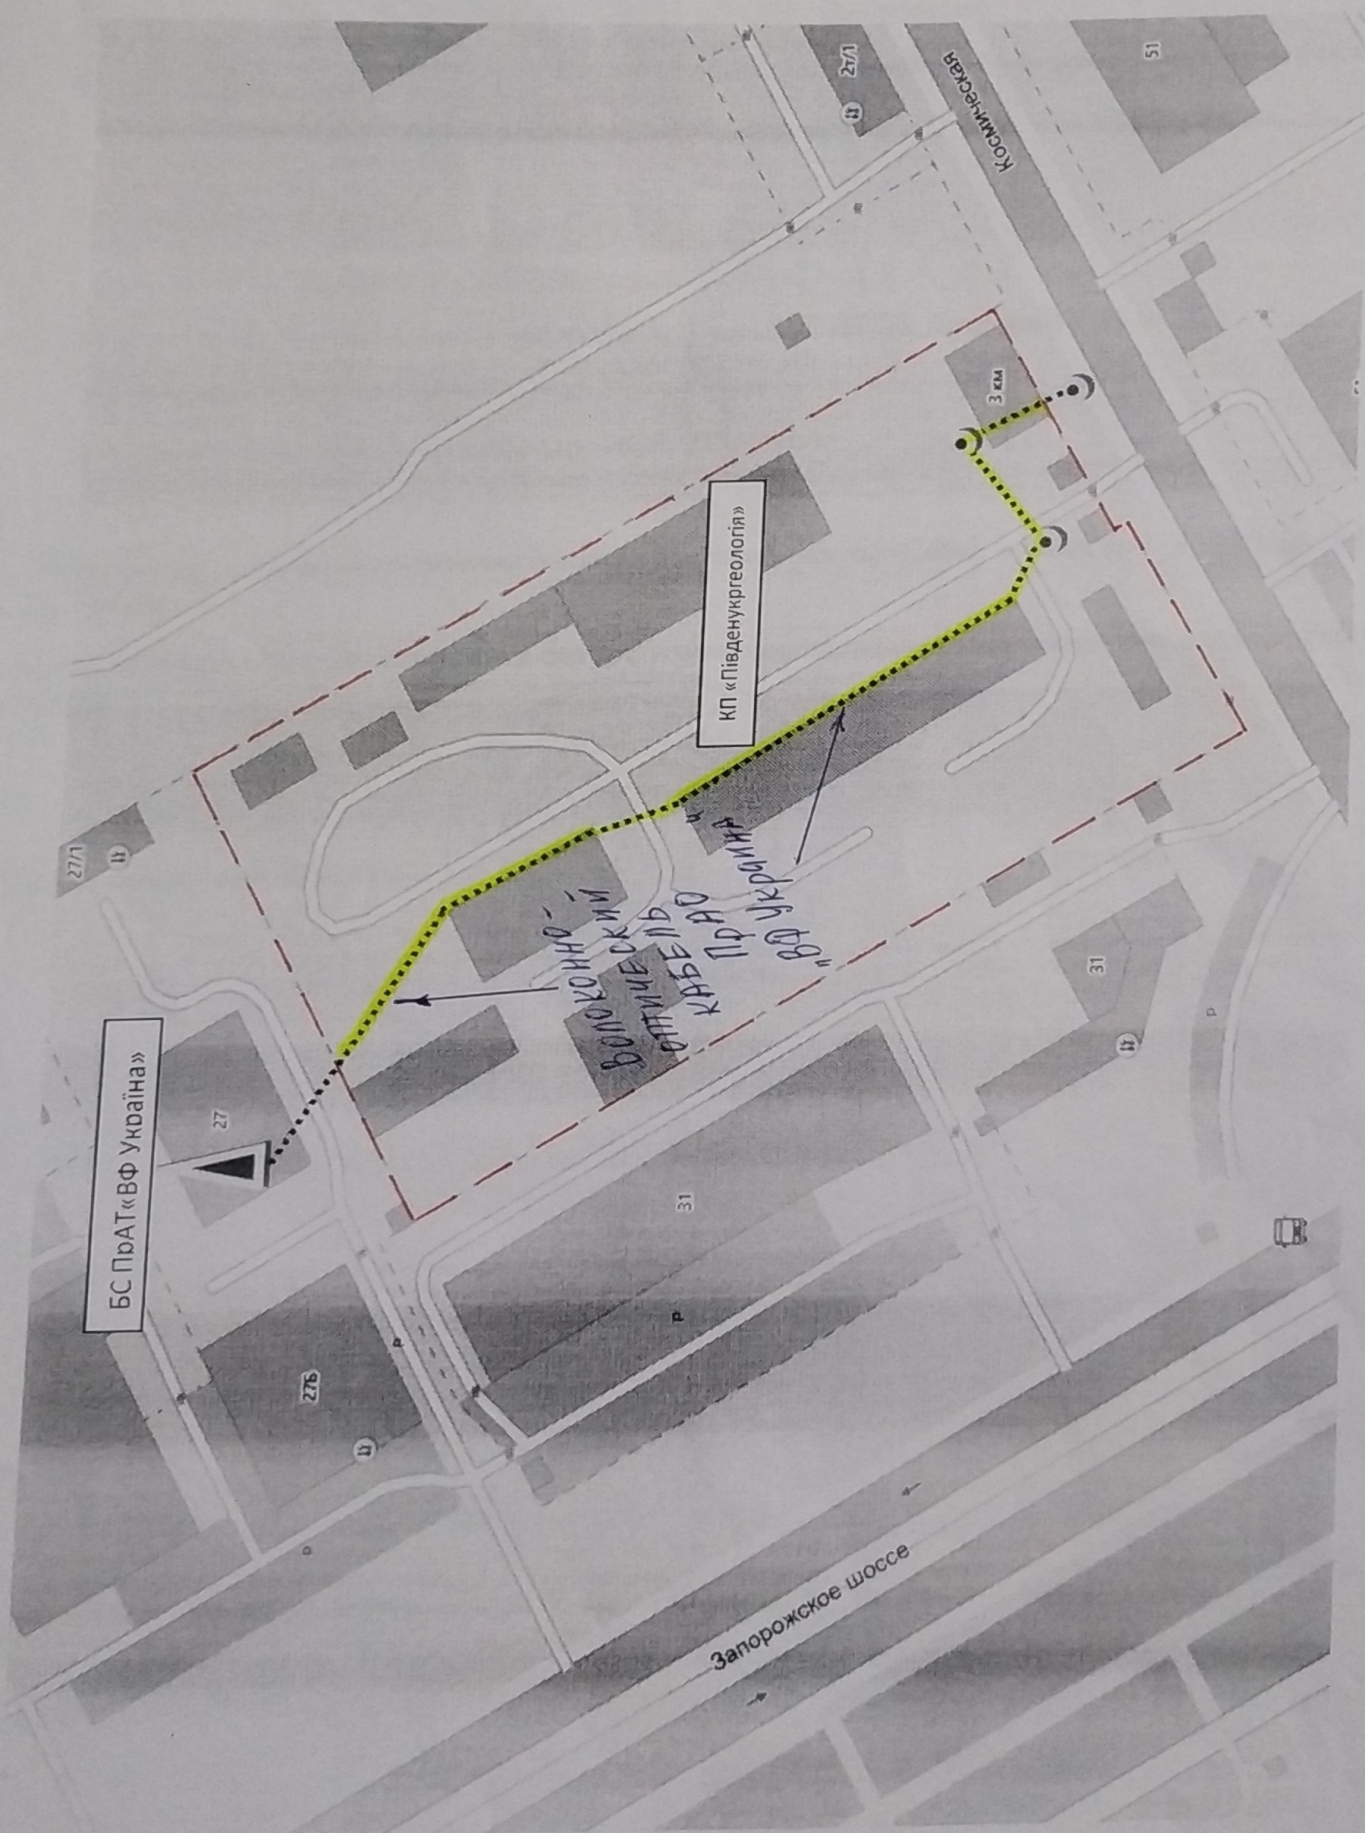 БС ПрАТ«ВФ Україна»
27/1
27
27Б
Р
Р
Р
31
КП «Південукргеологія»
Волоконно-
оптический
кабель
ПрАО
"ВФ Украина"
3 км
2т/1
Космическая
51
31
Р
Запорожское шоссе